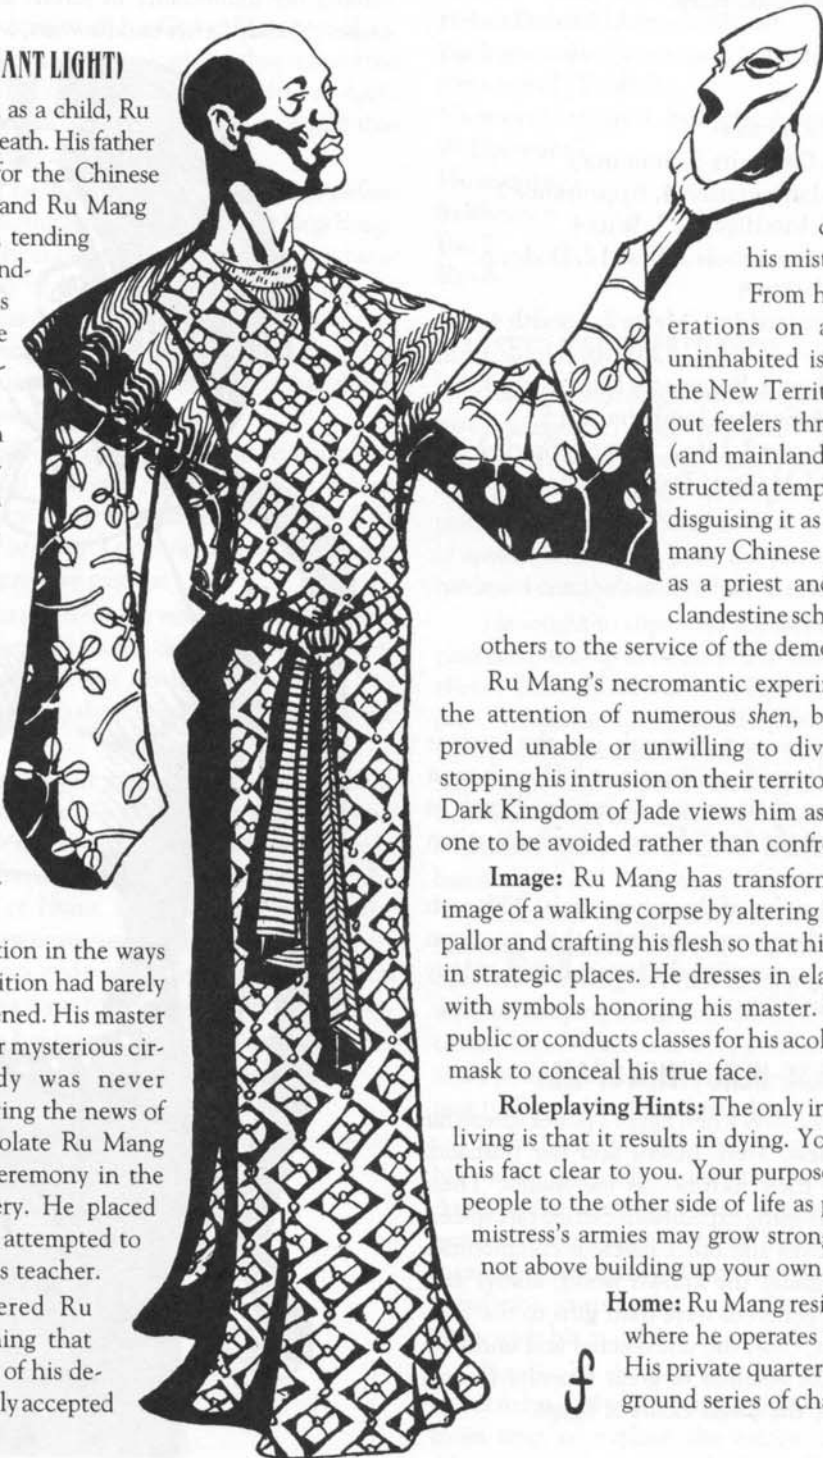 ANT LIGHT)
as a child, Ru
eath. His father
for the Chinese
and Ru Mang
tending
nd-
s
e
-
tion in the ways
ition had barely
ened. His master
r mysterious cir-
dy was never
ving the news of
olate Ru Mang
eremony in the
ery. He placed
attempted to
s teacher.
ered Ru
ning that
of his de-
ly accepted
his mist
From h
erations on a
uninhabited is
the New Territ
out feelers thr
(and mainland
structed a temp
disguising it as
many Chinese
as a priest and
clandestine sch
others to the service of the demo
Ru Mang's necromantic experim
the attention of numerous shen, b
proved unable or unwilling to div
stopping his intrusion on their territo
Dark Kingdom of Jade views him as
one to be avoided rather than confro
Image: Ru Mang has transform
image of a walking corpse by altering
pallor and crafting his flesh so that hi
in strategic places. He dresses in ela
with symbols honoring his master.
public or conducts classes for his acol
mask to conceal his true face.
Roleplaying Hints: The only in
living is that it results in dying. Yo
this fact clear to you. Your purpose
people to the other side of life as p
mistress's armies may grow strong
not above building up your own
Home: Ru Mang resi
where he operates
His private quarter
ground series of cha